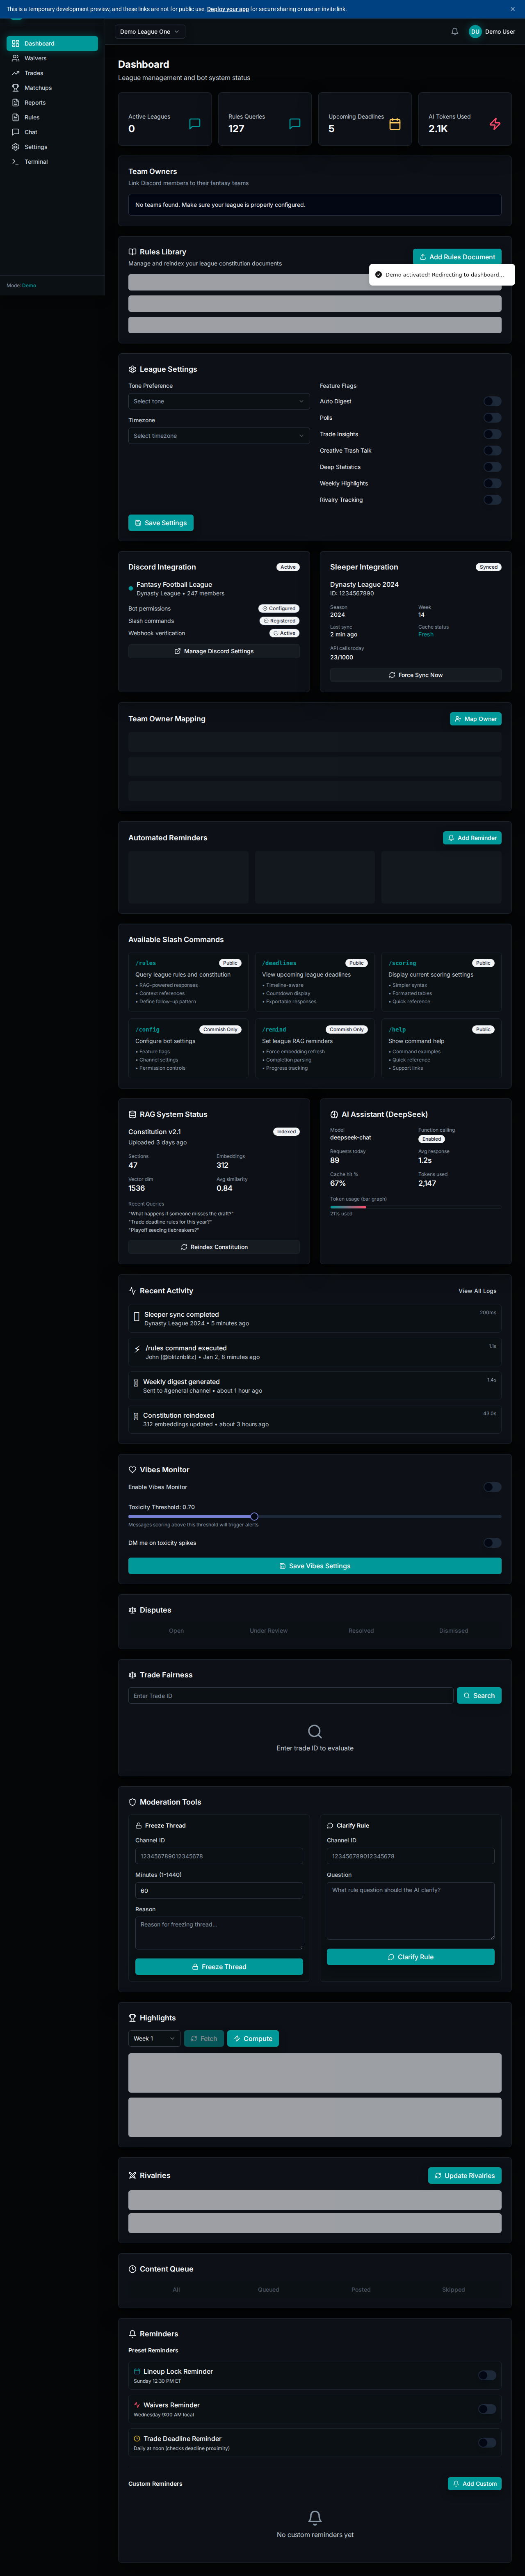 This is a temporary development preview, and these links are not for public use. Deploy your app for secure sharing or use an invite link.
Demo League One
DU
Demo User
Dashboard
Waivers
Trades
Matchups
Reports
Rules
Chat
Settings
Terminal
Mode: Demo
Dashboard
League management and bot system status
Active Leagues
0
Rules Queries
127
Upcoming Deadlines
5
AI Tokens Used
2.1K
Team Owners
Link Discord members to their fantasy teams
No teams found. Make sure your league is properly configured.
Rules Library
Manage and reindex your league constitution documents
Add Rules Document
Demo activated! Redirecting to dashboard...
League Settings
Tone Preference
Select tone
Timezone
Select timezone
Feature Flags
Auto Digest
Polls
Trade Insights
Creative Trash Talk
Deep Statistics
Weekly Highlights
Rivalry Tracking
Save Settings
Discord Integration
Active
Fantasy Football League
Dynasty League • 247 members
Bot permissions
Configured
Slash commands
Registered
Webhook verification
Active
Manage Discord Settings
Sleeper Integration
Synced
Dynasty League 2024
ID: 1234567890
Season
2024
Week
14
Last sync
2 min ago
Cache status
Fresh
API calls today
23/1000
Force Sync Now
Team Owner Mapping
Map Owner
Automated Reminders
Add Reminder
Available Slash Commands
/rules
Public
Query league rules and constitution
• RAG-powered responses
• Context references
• Define follow-up pattern
/deadlines
Public
View upcoming league deadlines
• Timeline-aware
• Countdown display
• Exportable responses
/scoring
Public
Display current scoring settings
• Simpler syntax
• Formatted tables
• Quick reference
/config
Commish Only
Configure bot settings
• Feature flags
• Channel settings
• Permission controls
/remind
Commish Only
Set league RAG reminders
• Force embedding refresh
• Completion parsing
• Progress tracking
/help
Public
Show command help
• Command examples
• Quick reference
• Support links
RAG System Status
Constitution v2.1
Indexed
Uploaded 3 days ago
Sections
47
Embeddings
312
Vector dim
1536
Avg similarity
0.84
Recent Queries
"What happens if someone misses the draft?"
"Trade deadline rules for this year?"
"Playoff seeding tiebreakers?"
Reindex Constitution
AI Assistant (DeepSeek)
Model
deepseek-chat
Function calling
Enabled
Requests today
89
Avg response
1.2s
Cache hit %
67%
Tokens used
2,147
Token usage (bar graph)
21% used
Recent Activity
View All Logs
Sleeper sync completed
Dynasty League 2024 • 5 minutes ago
200ms
/rules command executed
John (@blitznblitz) • Jan 2, 8 minutes ago
1.1s
Weekly digest generated
Sent to #general channel • about 1 hour ago
1.4s
Constitution reindexed
312 embeddings updated • about 3 hours ago
43.0s
Vibes Monitor
Enable Vibes Monitor
Toxicity Threshold: 0.70
Messages scoring above this threshold will trigger alerts
DM me on toxicity spikes
Save Vibes Settings
Disputes
Open
Under Review
Resolved
Dismissed
Trade Fairness
Enter Trade ID
Search
Enter trade ID to evaluate
Moderation Tools
Freeze Thread
Channel ID
123456789012345678
Minutes (1-1440)
60
Reason
Reason for freezing thread...
Freeze Thread
Clarify Rule
Channel ID
123456789012345678
Question
What rule question should the AI clarify?
Clarify Rule
Highlights
Week 1
Fetch
Compute
Rivalries
Update Rivalries
Content Queue
All
Queued
Posted
Skipped
Reminders
Preset Reminders
Lineup Lock Reminder
Sunday 12:30 PM ET
Waivers Reminder
Wednesday 9:00 AM local
Trade Deadline Reminder
Daily at noon (checks deadline proximity)
Custom Reminders
Add Custom
No custom reminders yet